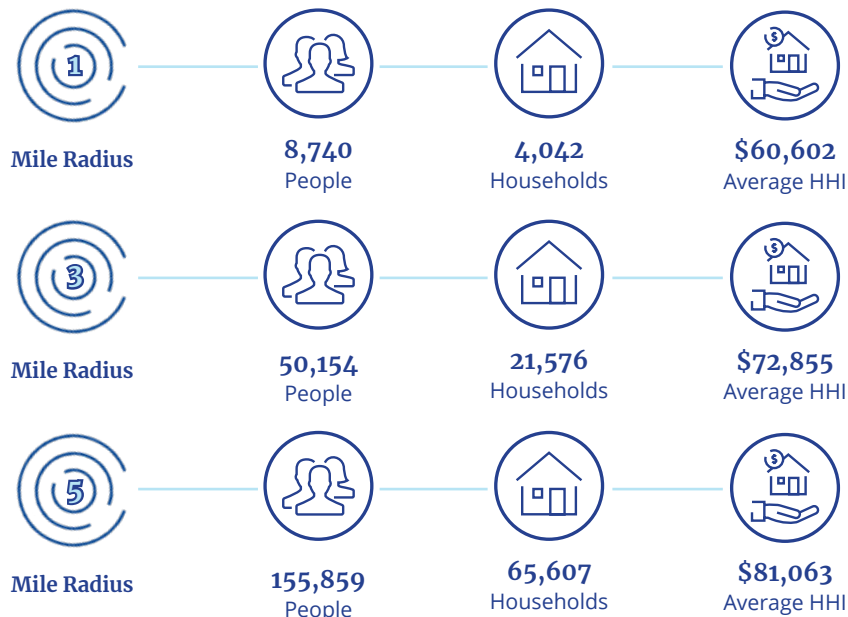 1
Mile Radius
8,740
People
4,042
Households
$
$60,602
Average HHI
3
Mile Radius
50,154
People
21,576
Households
$
$72,855
Average HHI
5
Mile Radius
155,859
People
65,607
Households
$
$81,063
Average HHI